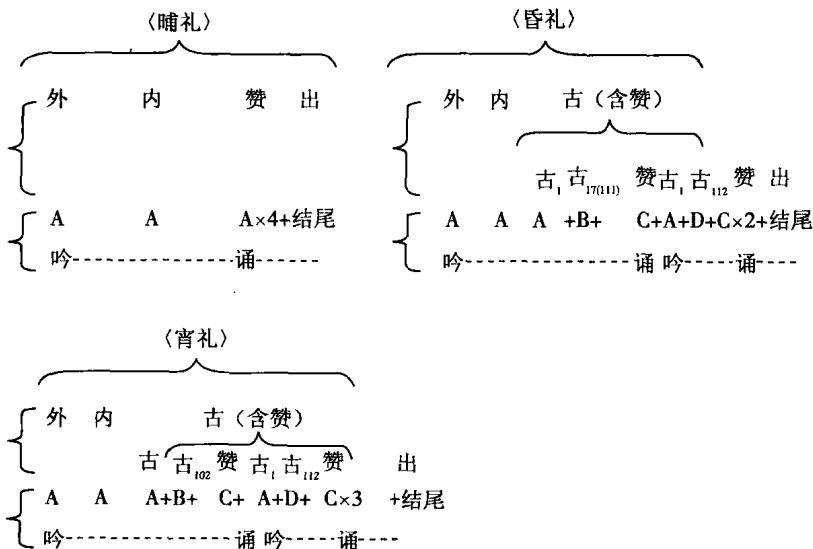 〈晡礼〉
外 内 赞 出
A A A×4+结尾
吟---------------诵----
〈昏礼〉
外 内 古（含赞）
古₁ 古₁₇₍₁₁₁₎ 赞 古₁ 古₁₁₂ 赞 出
A A A +B+ C+A+D+C×2+结尾
吟------------------诵 吟-----诵----
〈宵礼〉
外 内 古（含赞）
古 古₁₀₂ 赞 古₁ 古₁₁₂ 赞 出
A A A+B+ C+ A+D+ C×3 +结尾
吟-----------------诵 吟-----诵----